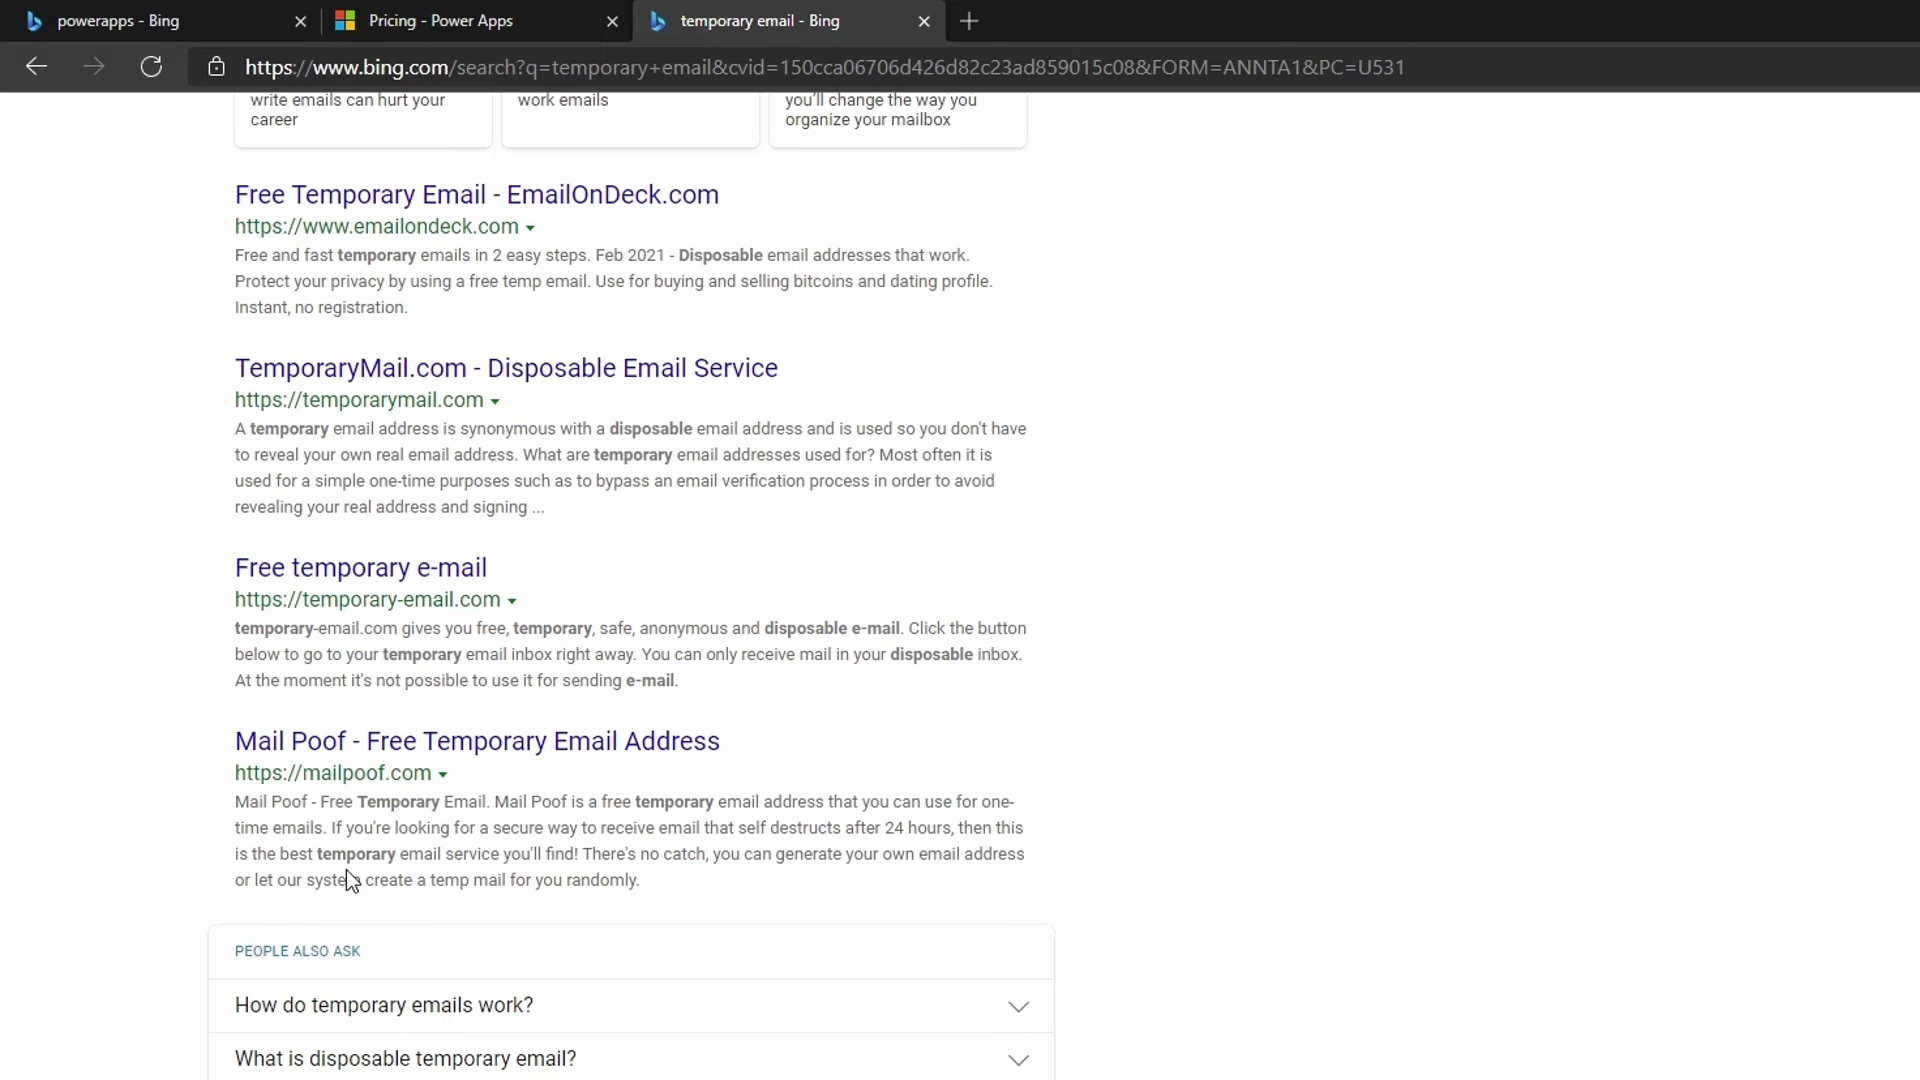 powerapps - Bing
Pricing - Power Apps
temporary email - Bing
https://www.bing.com/search?q=temporary+email&cvid=150cca06706d426d82c23ad859015c08&FORM=ANNTA1&PC=U531
write emails can hurt your
career
work emails
you'll change the way you
organize your mailbox
Free Temporary Email - EmailOnDeck.com
https://www.emailondeck.com
Free and fast temporary emails in 2 easy steps. Feb 2021 - Disposable email addresses that work.
Protect your privacy by using a free temp email. Use for buying and selling bitcoins and dating profile.
Instant, no registration.
TemporaryMail.com - Disposable Email Service
https://temporarymail.com
A temporary email address is synonymous with a disposable email address and is used so you don't have
to reveal your own real email address. What are temporary email addresses used for? Most often it is
used for a simple one-time purposes such as to bypass an email verification process in order to avoid
revealing your real address and signing ...
Free temporary e-mail
https://temporary-email.com
temporary-email.com gives you free, temporary, safe, anonymous and disposable e-mail. Click the button
below to go to your temporary email inbox right away. You can only receive mail in your disposable inbox.
At the moment it's not possible to use it for sending e-mail.
Mail Poof - Free Temporary Email Address
https://mailpoof.com
Mail Poof - Free Temporary Email. Mail Poof is a free temporary email address that you can use for one-
time emails. If you're looking for a secure way to receive email that self destructs after 24 hours, then this
is the best temporary email service you'll find! There's no catch, you can generate your own email address
or let our system create a temp mail for you randomly.
PEOPLE ALSO ASK
How do temporary emails work?
What is disposable temporary email?